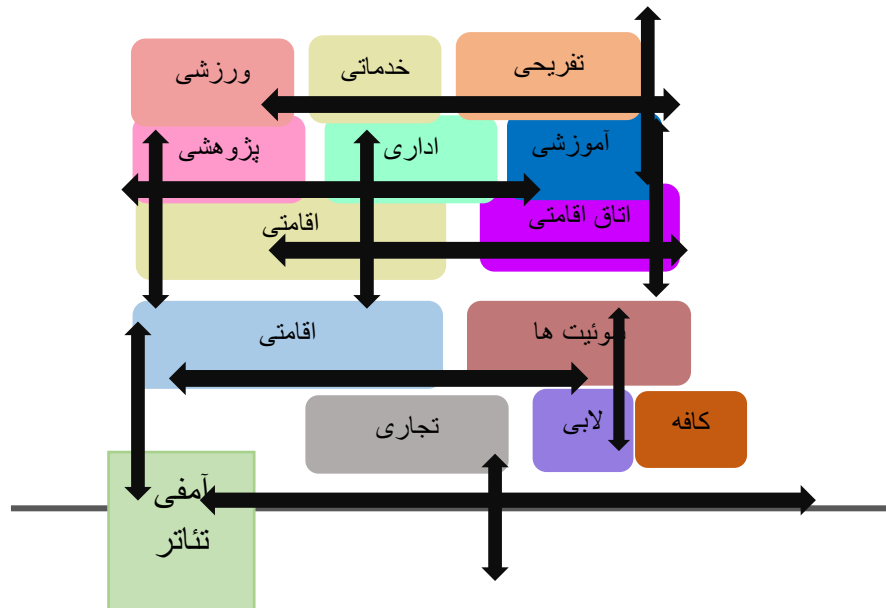 تفریحی
خدماتی
ورزشی
آموزشی
اداری
پژوهشی
اتاق اقامتی
اقامتی
سوئیت ها
اقامتی
کافه
لابی
تجاری
آمفی
تئاتر